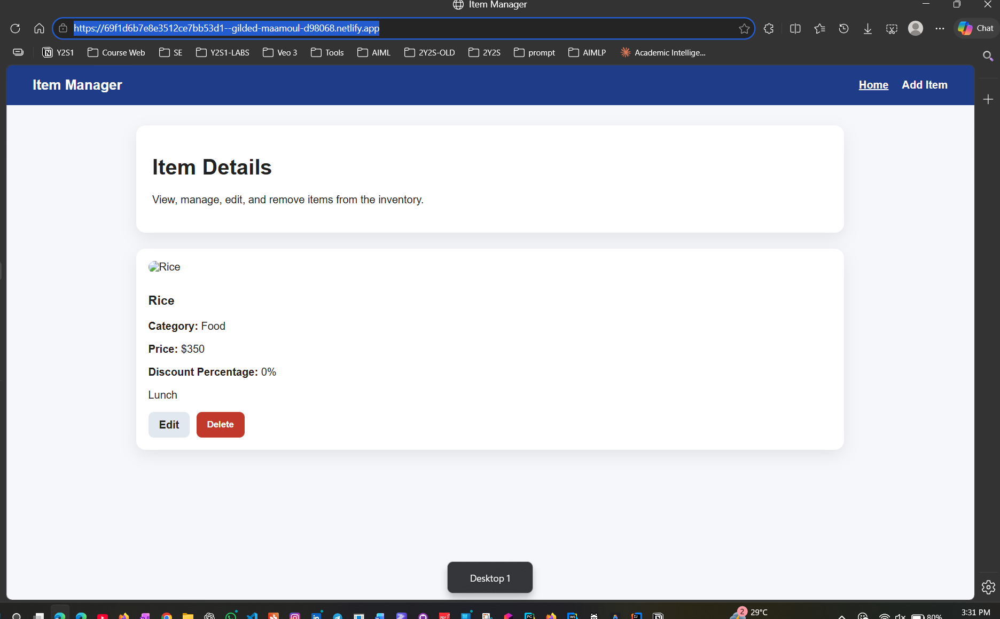 Item Manager
https://69f1d6b7e8e3512ce7bb53d1--gilded-maamoul-d98068.netlify.app
Chat
Y2S1
Course Web
SE
Y2S1-LABS
Veo 3
Tools
AIML
2Y2S-OLD
2Y2S
prompt
AIMLP
Academic Intellige...
Item Manager
Home
Add Item
Item Details
View, manage, edit, and remove items from the inventory.
Rice
Rice
Category: Food
Price: $350
Discount Percentage: 0%
Lunch
Edit
Delete
Desktop 1
2
29°C
80%
3:31 PM